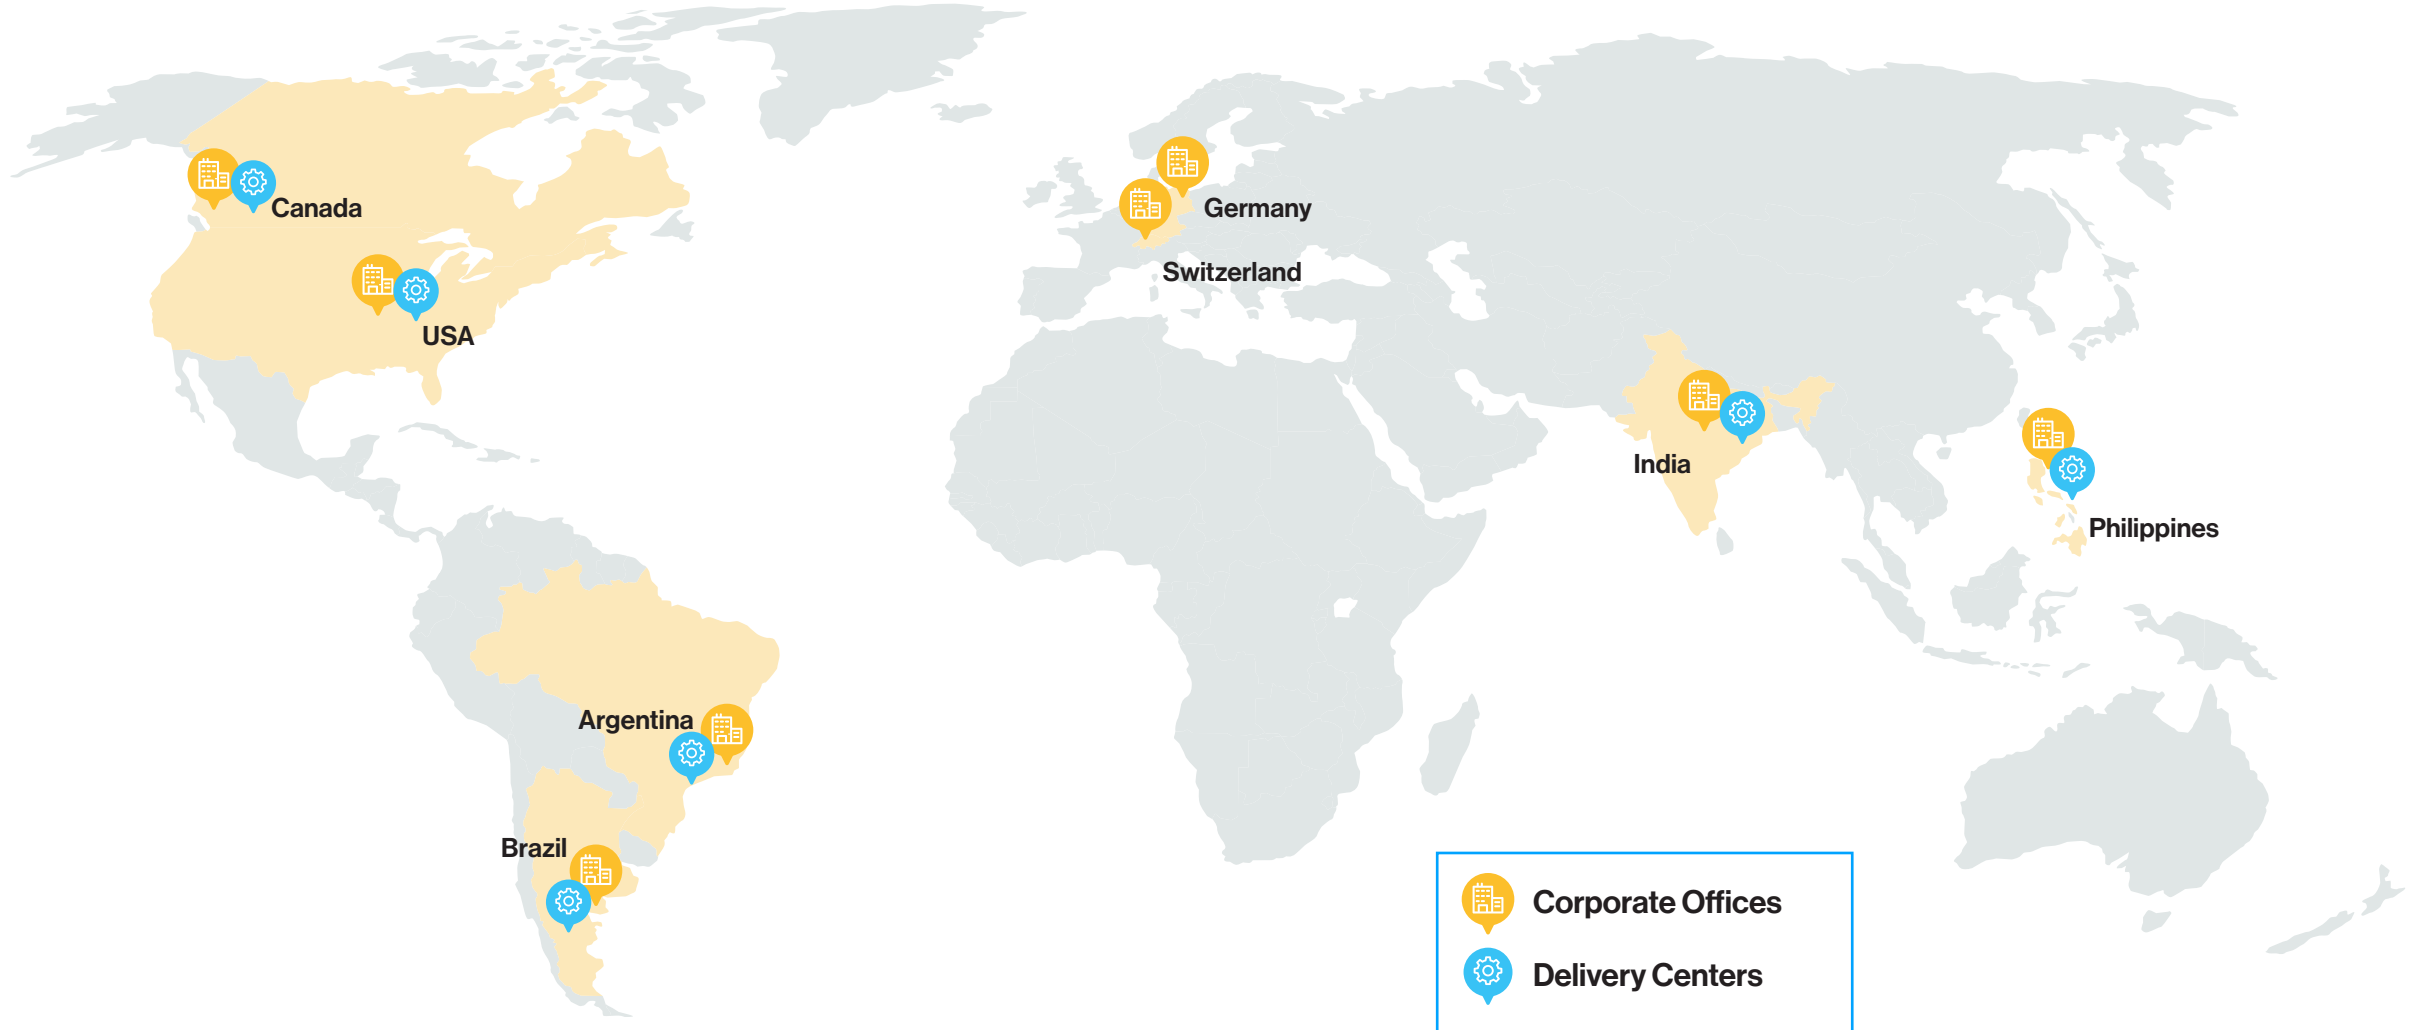 Canada
USA
Germany
Switzerland
India
Philippines
Argentina
Brazil
Corporate Offices
Delivery Centers